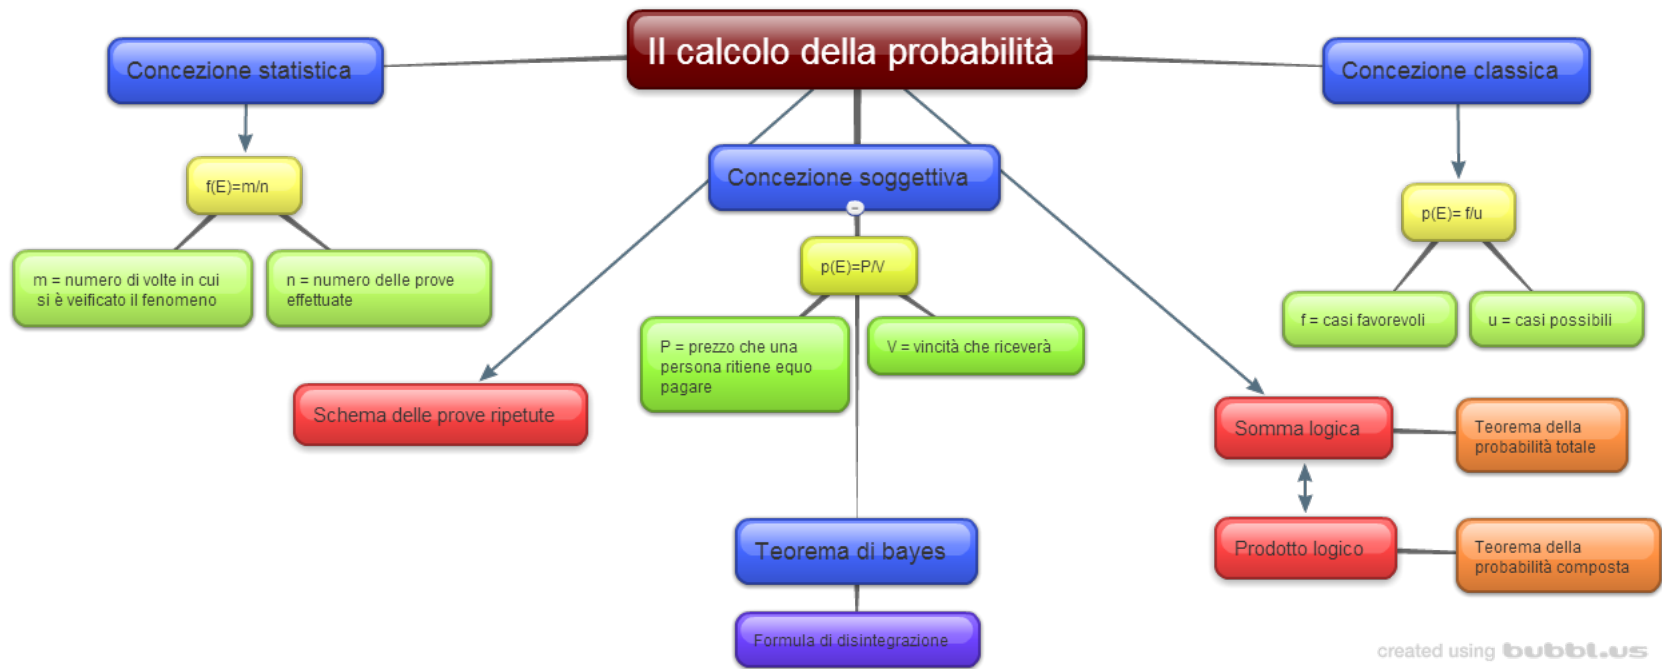 Il calcolo della probabilità
Concezione statistica
f(E)=m/n
m = numero di volte in cui
si è veificato il fenomeno
n = numero delle prove
effettuate
Schema delle prove ripetute
Concezione soggettiva
p(E)=P/V
P = prezzo che una
persona ritiene equo
pagare
V = vincità che riceverà
Teorema di bayes
Formula di disintegrazione
Concezione classica
p(E)= f/u
f = casi favorevoli
u = casi possibili
Somma logica
Teorema della
probabilità totale
Prodotto logico
Teorema della
probabilità composta
created using bubbl.us